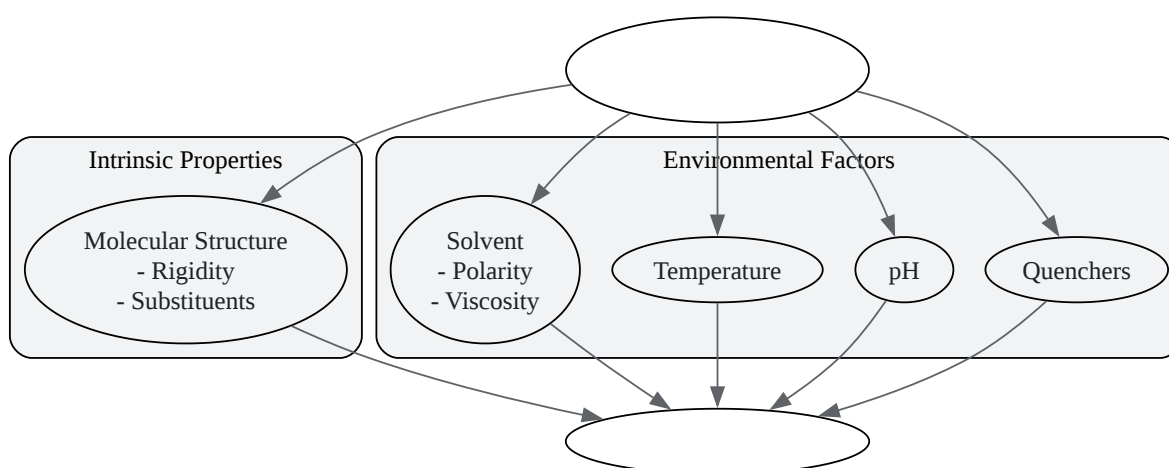 Intrinsic Properties
Environmental Factors
Molecular Structure
- Rigidity
- Substituents
Solvent
- Polarity
- Viscosity
Temperature
pH
Quenchers